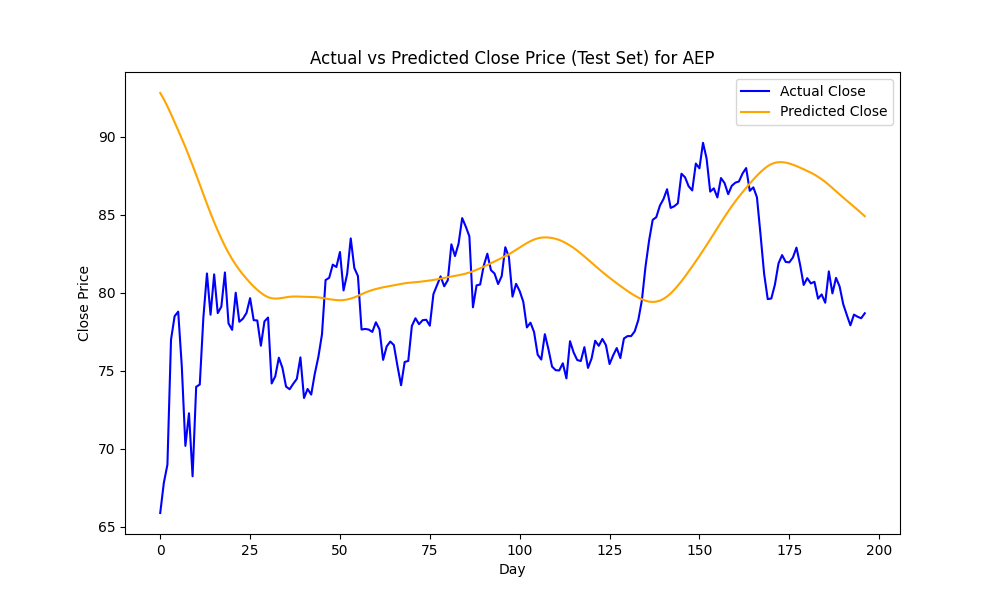 Actual vs Predicted Close Price (Test Set) for AEP
Actual Close
Predicted Close
Close Price
90
85
80
75
70
65
0 25 50 75 100 125 150 175 200
Day